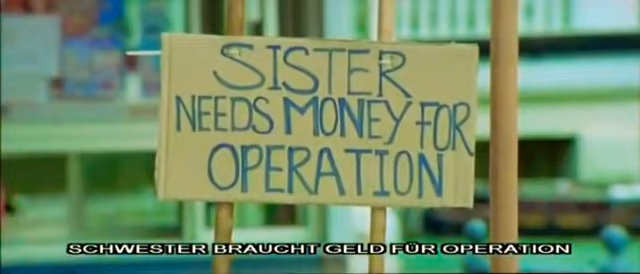 SISTER
NEEDS MONEY FOR
OPERATION
SCHWESTER BRAUCHT GELD FÜR OPERATION